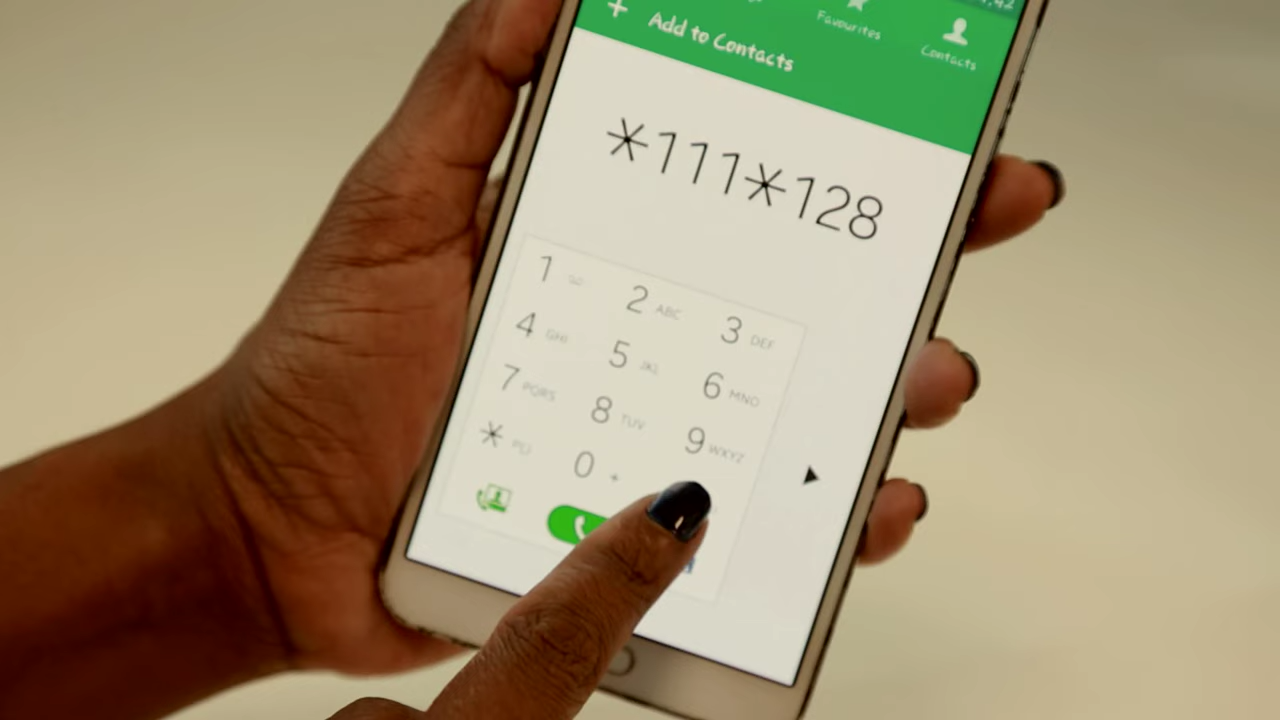 Favourites
Contacts
+ Add to Contacts
*111*128
1
2 ABC
3 DEF
4 GHI
5 JKL
6 MNO
7 PQRS
8 TUV
9 WXYZ
*
0 +